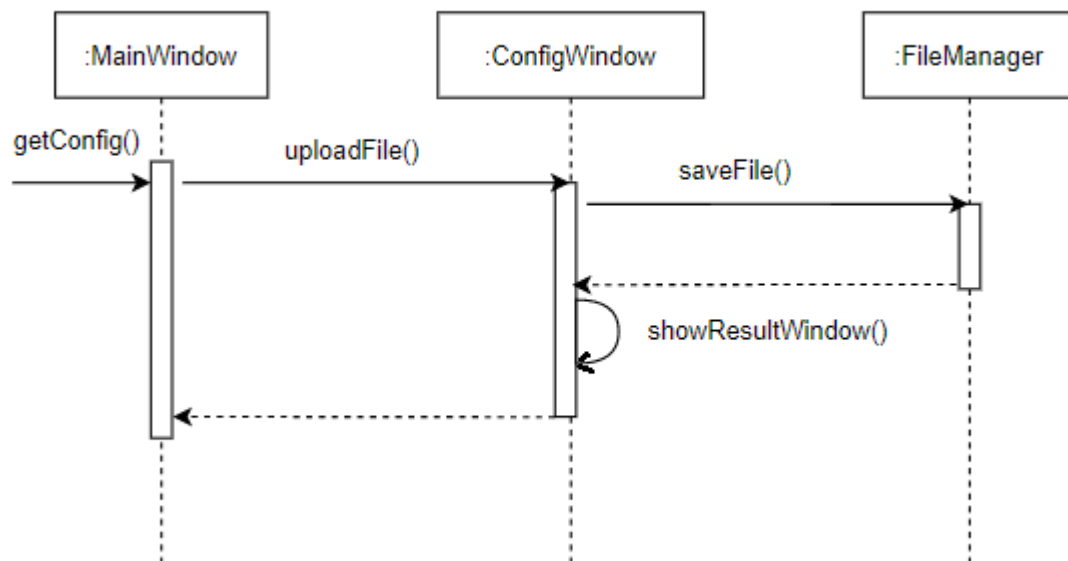 :MainWindow
:ConfigWindow
:FileManager
getConfig()
uploadFile()
saveFile()
showResultWindow()